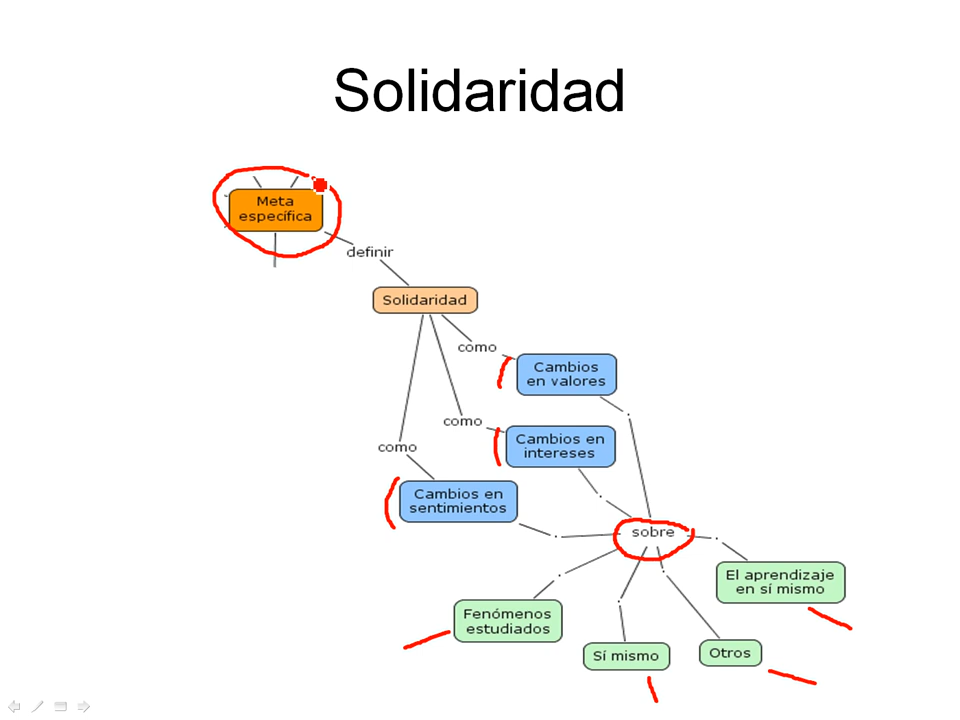 Solidaridad
Meta
específica
definir
Solidaridad
como
Cambios
en valores
como
Cambios en
intereses
como
Cambios en
sentimientos
sobre
El aprendizaje
en sí mismo
Fenómenos
estudiados
Sí mismo
Otros